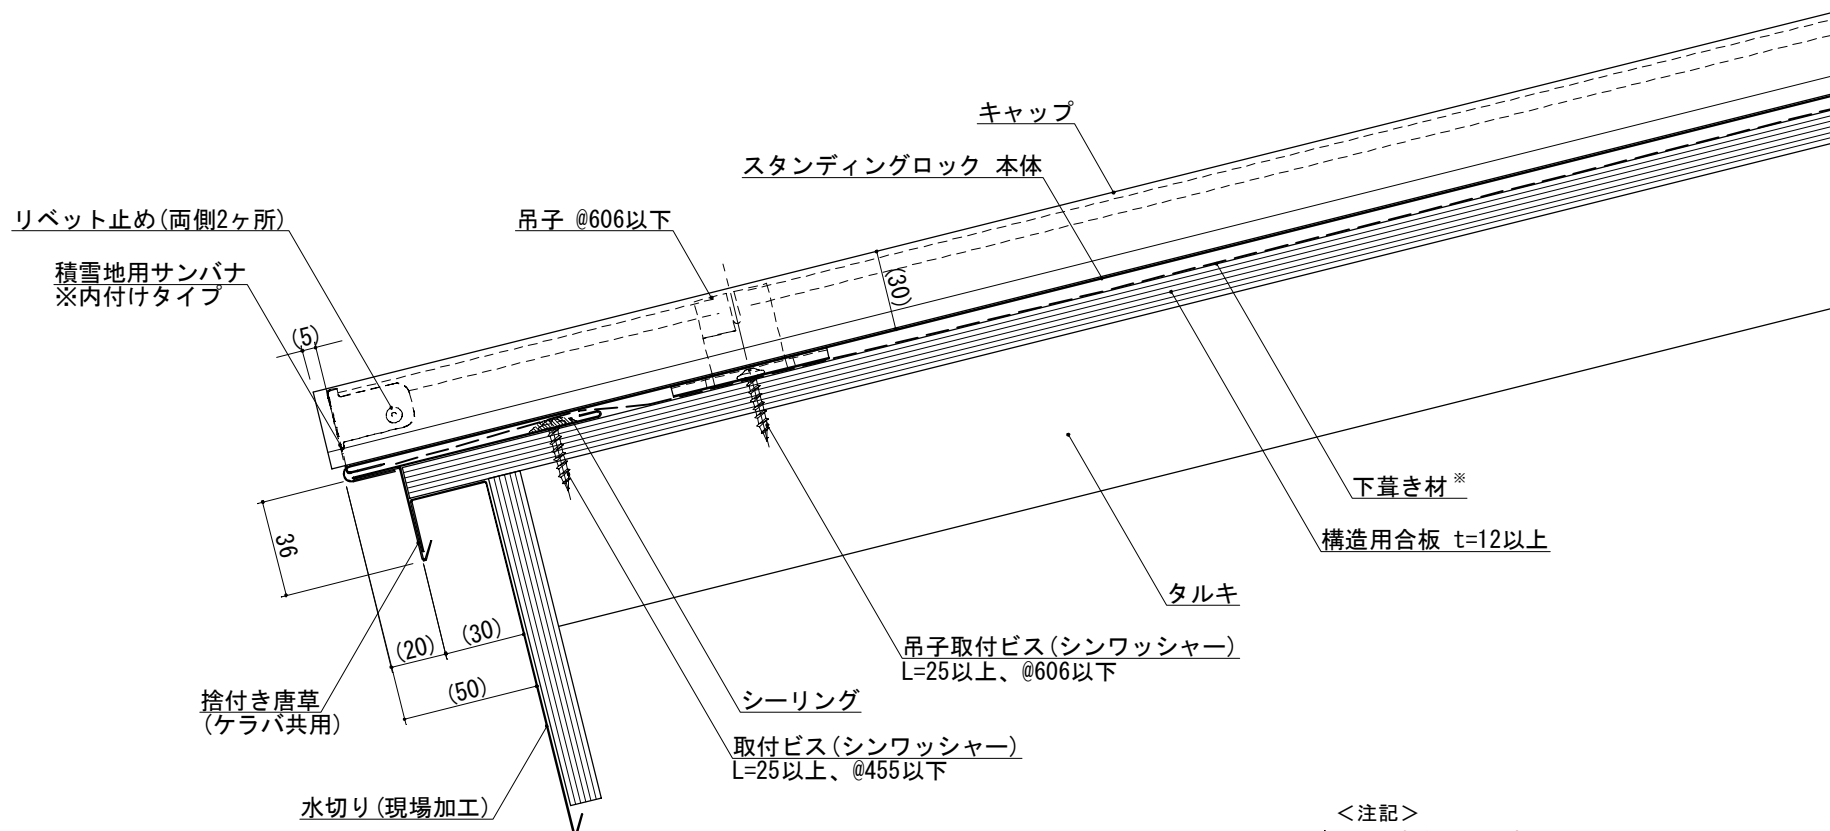 キャップ
スタンディングロック 本体
リベット止め(両側2ヶ所)
吊子 @606以下
積雪地用サンバナ
※内付けタイプ
(30)
(5)
下葺き材※
36
構造用合板 t=12以上
タルキ
(20)
(30)
吊子取付ビス(シンワッシャー)
L=25以上、@606以下
(50)
捨付き唐草
(ケラバ共用)
シーリング
取付ビス(シンワッシャー)
L=25以上、@455以下
水切り(現場加工)
<注記>